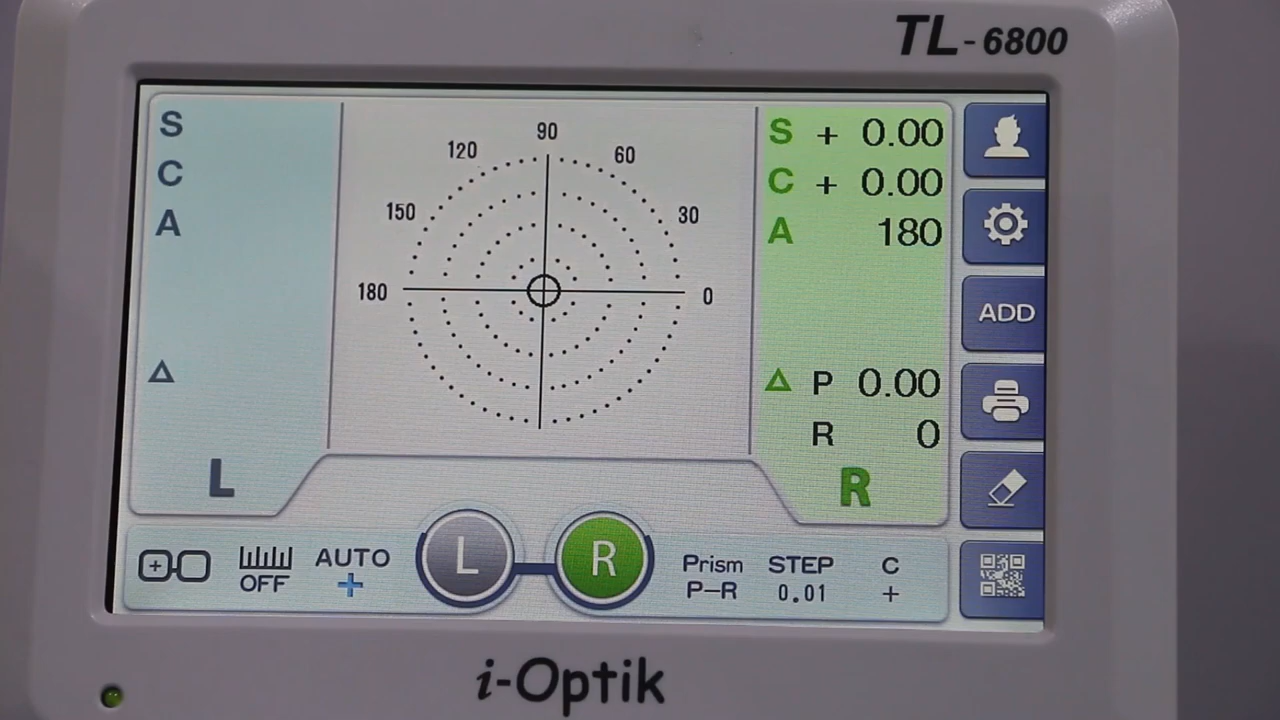 TL-6800
S
C
A
△
L
90
120
60
150
30
180
0
S + 0.00
C + 0.00
A 180
△ P 0.00
R 0
R
ADD
OFF
AUTO
+
L
R
Prism
P-R
STEP
0.01
C
+
i-Optik